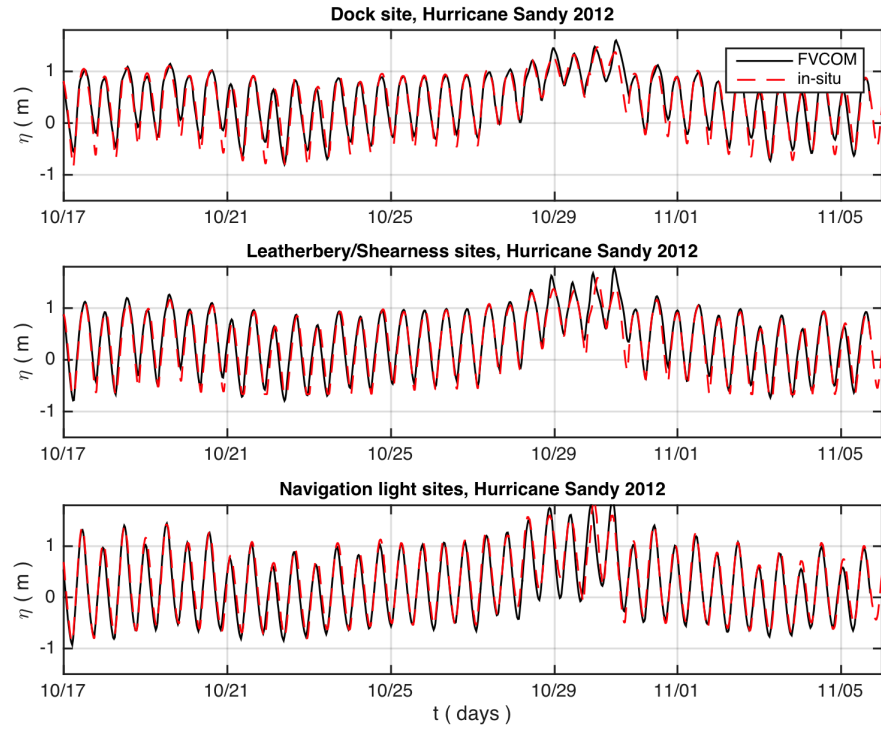 Dock site, Hurricane Sandy 2012
η ( m )
1
0
-1
FVCOM
in-situ
10/17 10/21 10/25 10/29 11/01 11/05
Leatherbery/Shearness sites, Hurricane Sandy 2012
η ( m )
1
0
-1
10/17 10/21 10/25 10/29 11/01 11/05
Navigation light sites, Hurricane Sandy 2012
η ( m )
1
0
-1
10/17 10/21 10/25 10/29 11/01 11/05
t ( days )